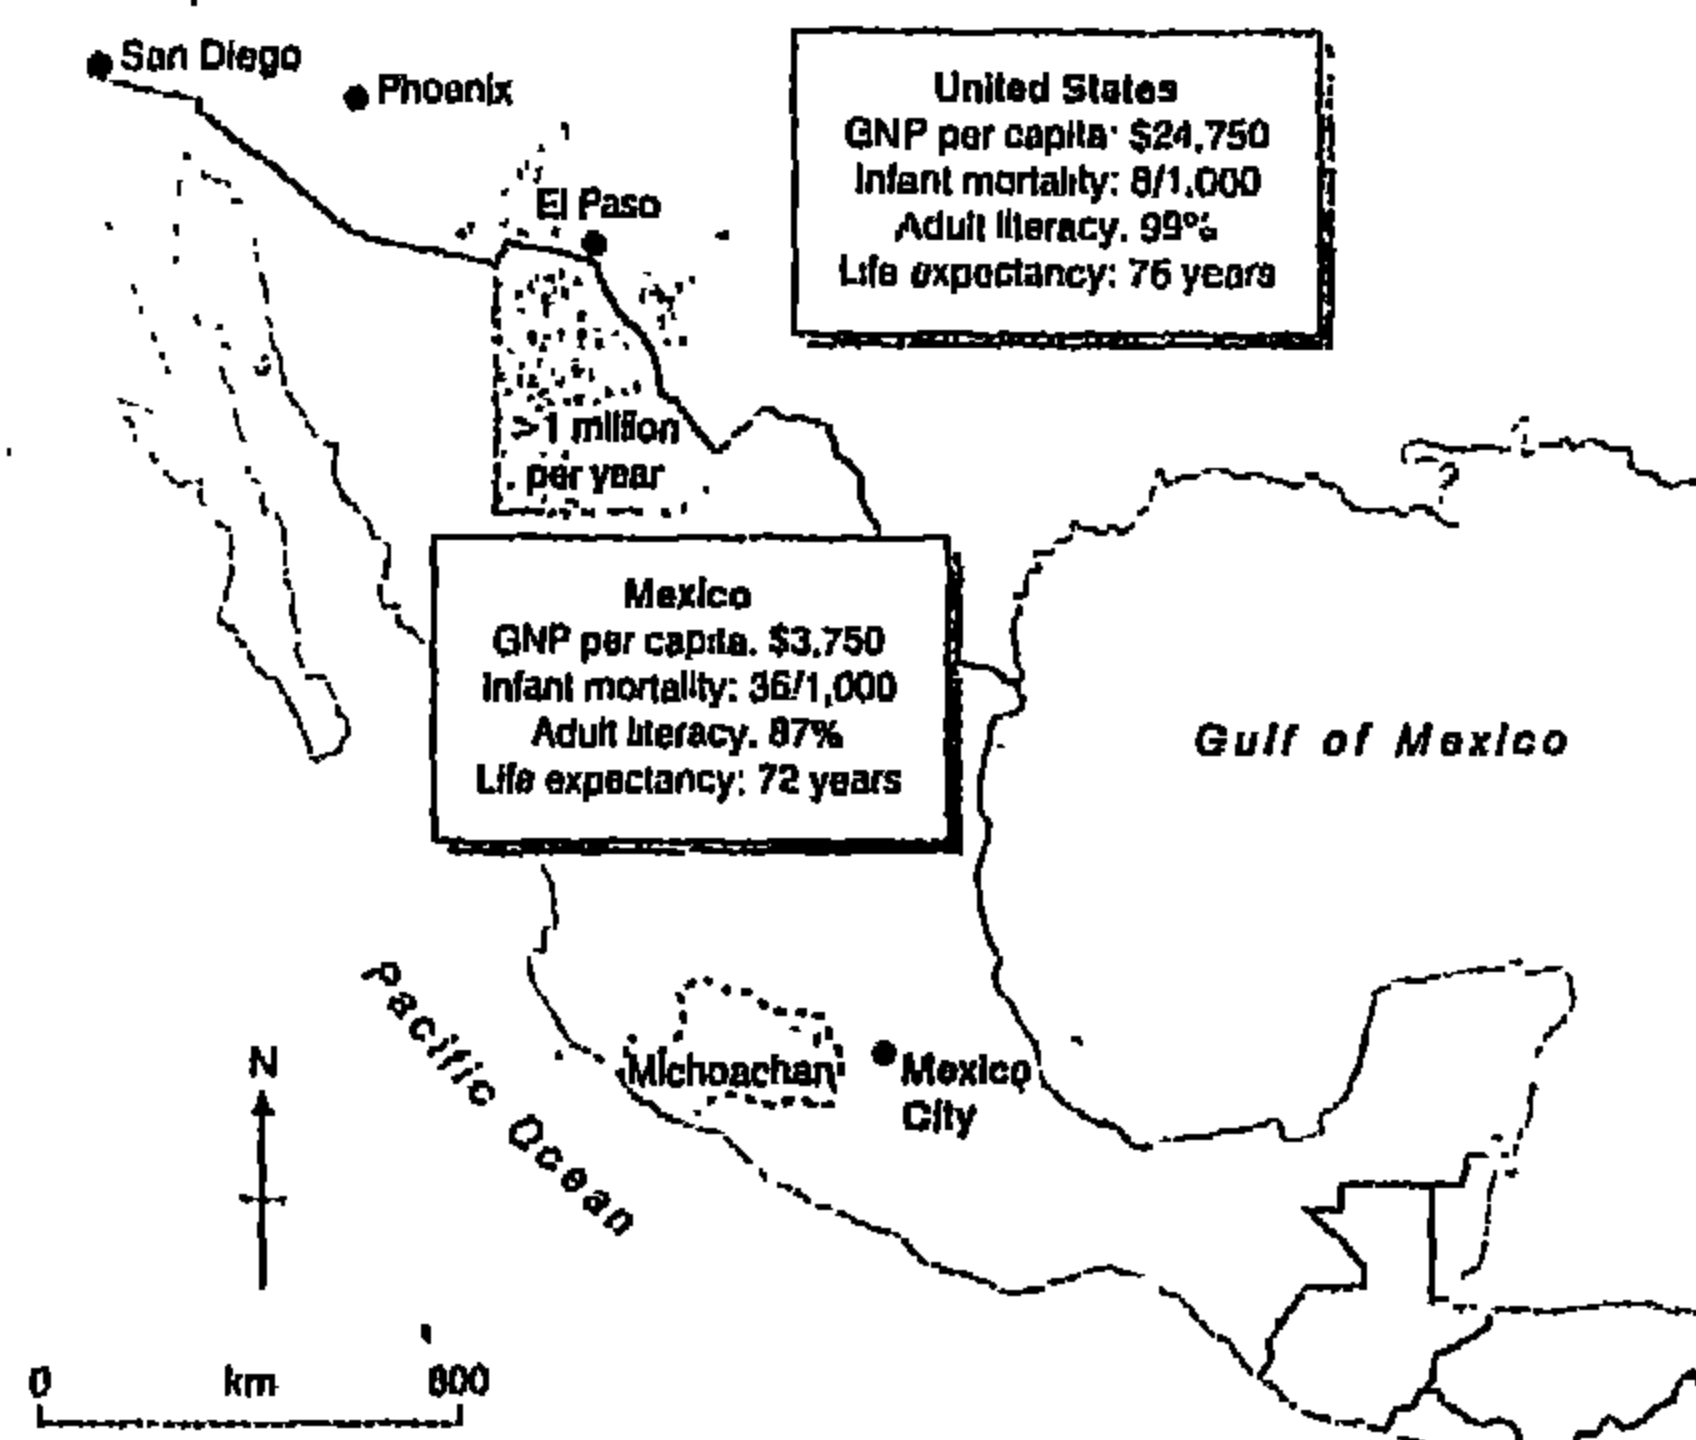 San Diego
Phoenix
United States
GNP per capita: $24,750
Infant mortality: 8/1,000
Adult literacy. 99%
Life expectancy: 76 years
El Paso
>1 million
per year
Mexico
GNP per capita. $3,750
Infant mortality: 36/1,000
Adult literacy. 87%
Life expectancy: 72 years
Gulf of Mexico
Pacific Ocean
Michoachan
Mexico
City
N
0 km 800